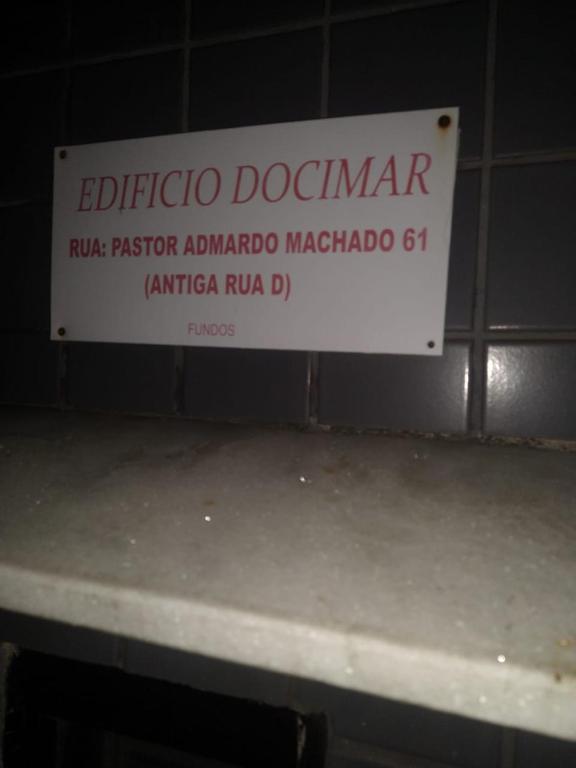 EDIFICIO DOCIMAR
RUA: PASTOR ADMARDO MACHADO 61
(ANTIGA RUA D)
FUNDOS